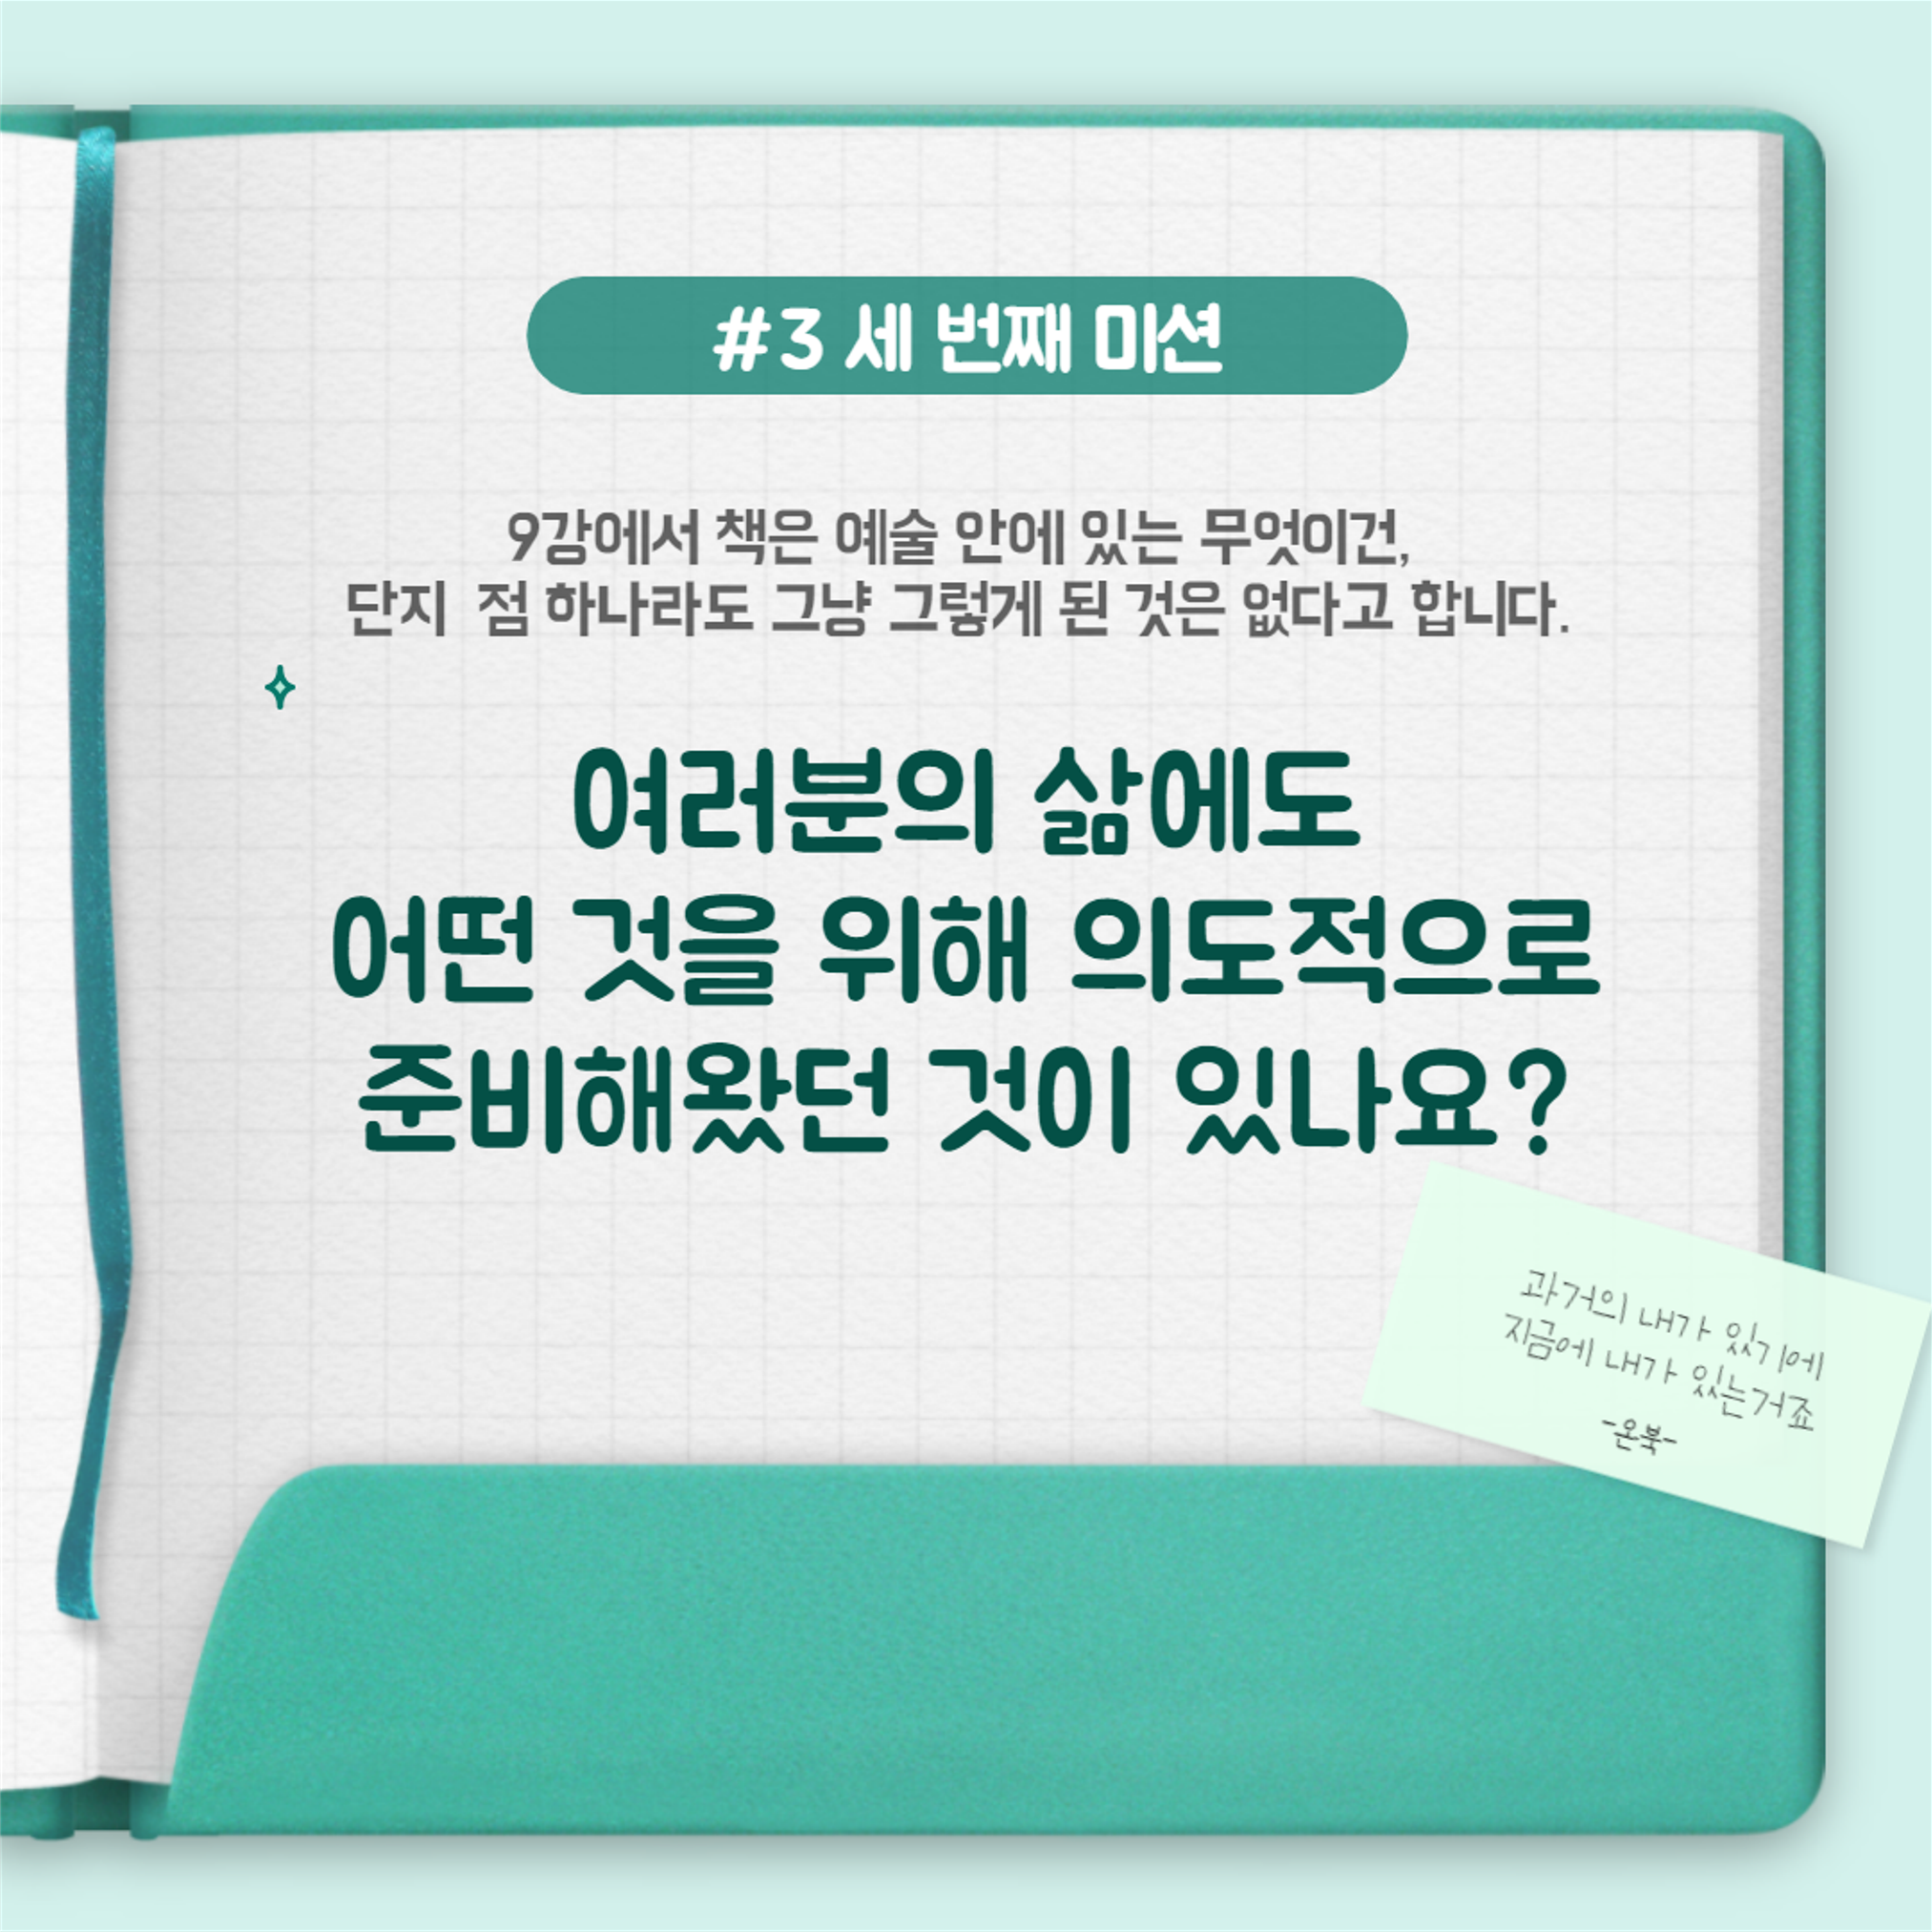 #3 세 번째 미션
9강에서 책은 예술 안에 있는 무엇이건,
단지 점 하나라도 그냥 그렇게 된 것은 없다고 합니다.
여러분의 삶에도
어떤 것을 위해 의도적으로
준비해왔던 것이 있나요?
과거의 내가 있기에
지금에 내가 있는거죠
-온북-